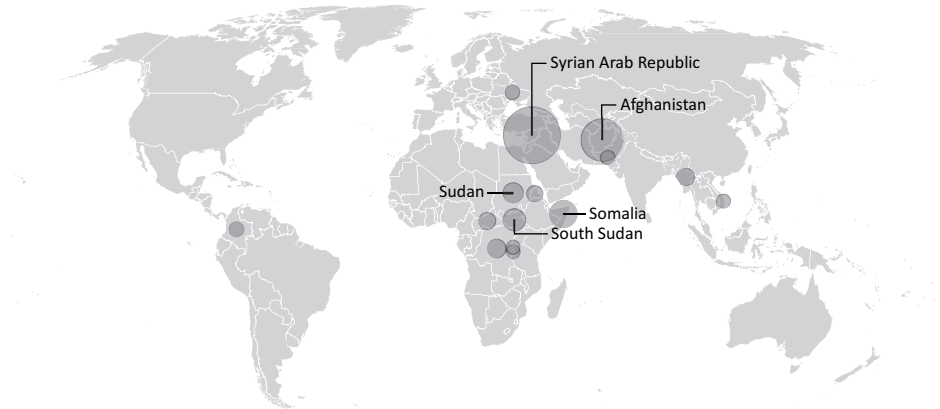 Syrian Arab Republic
Afghanistan
Sudan
Somalia
South Sudan